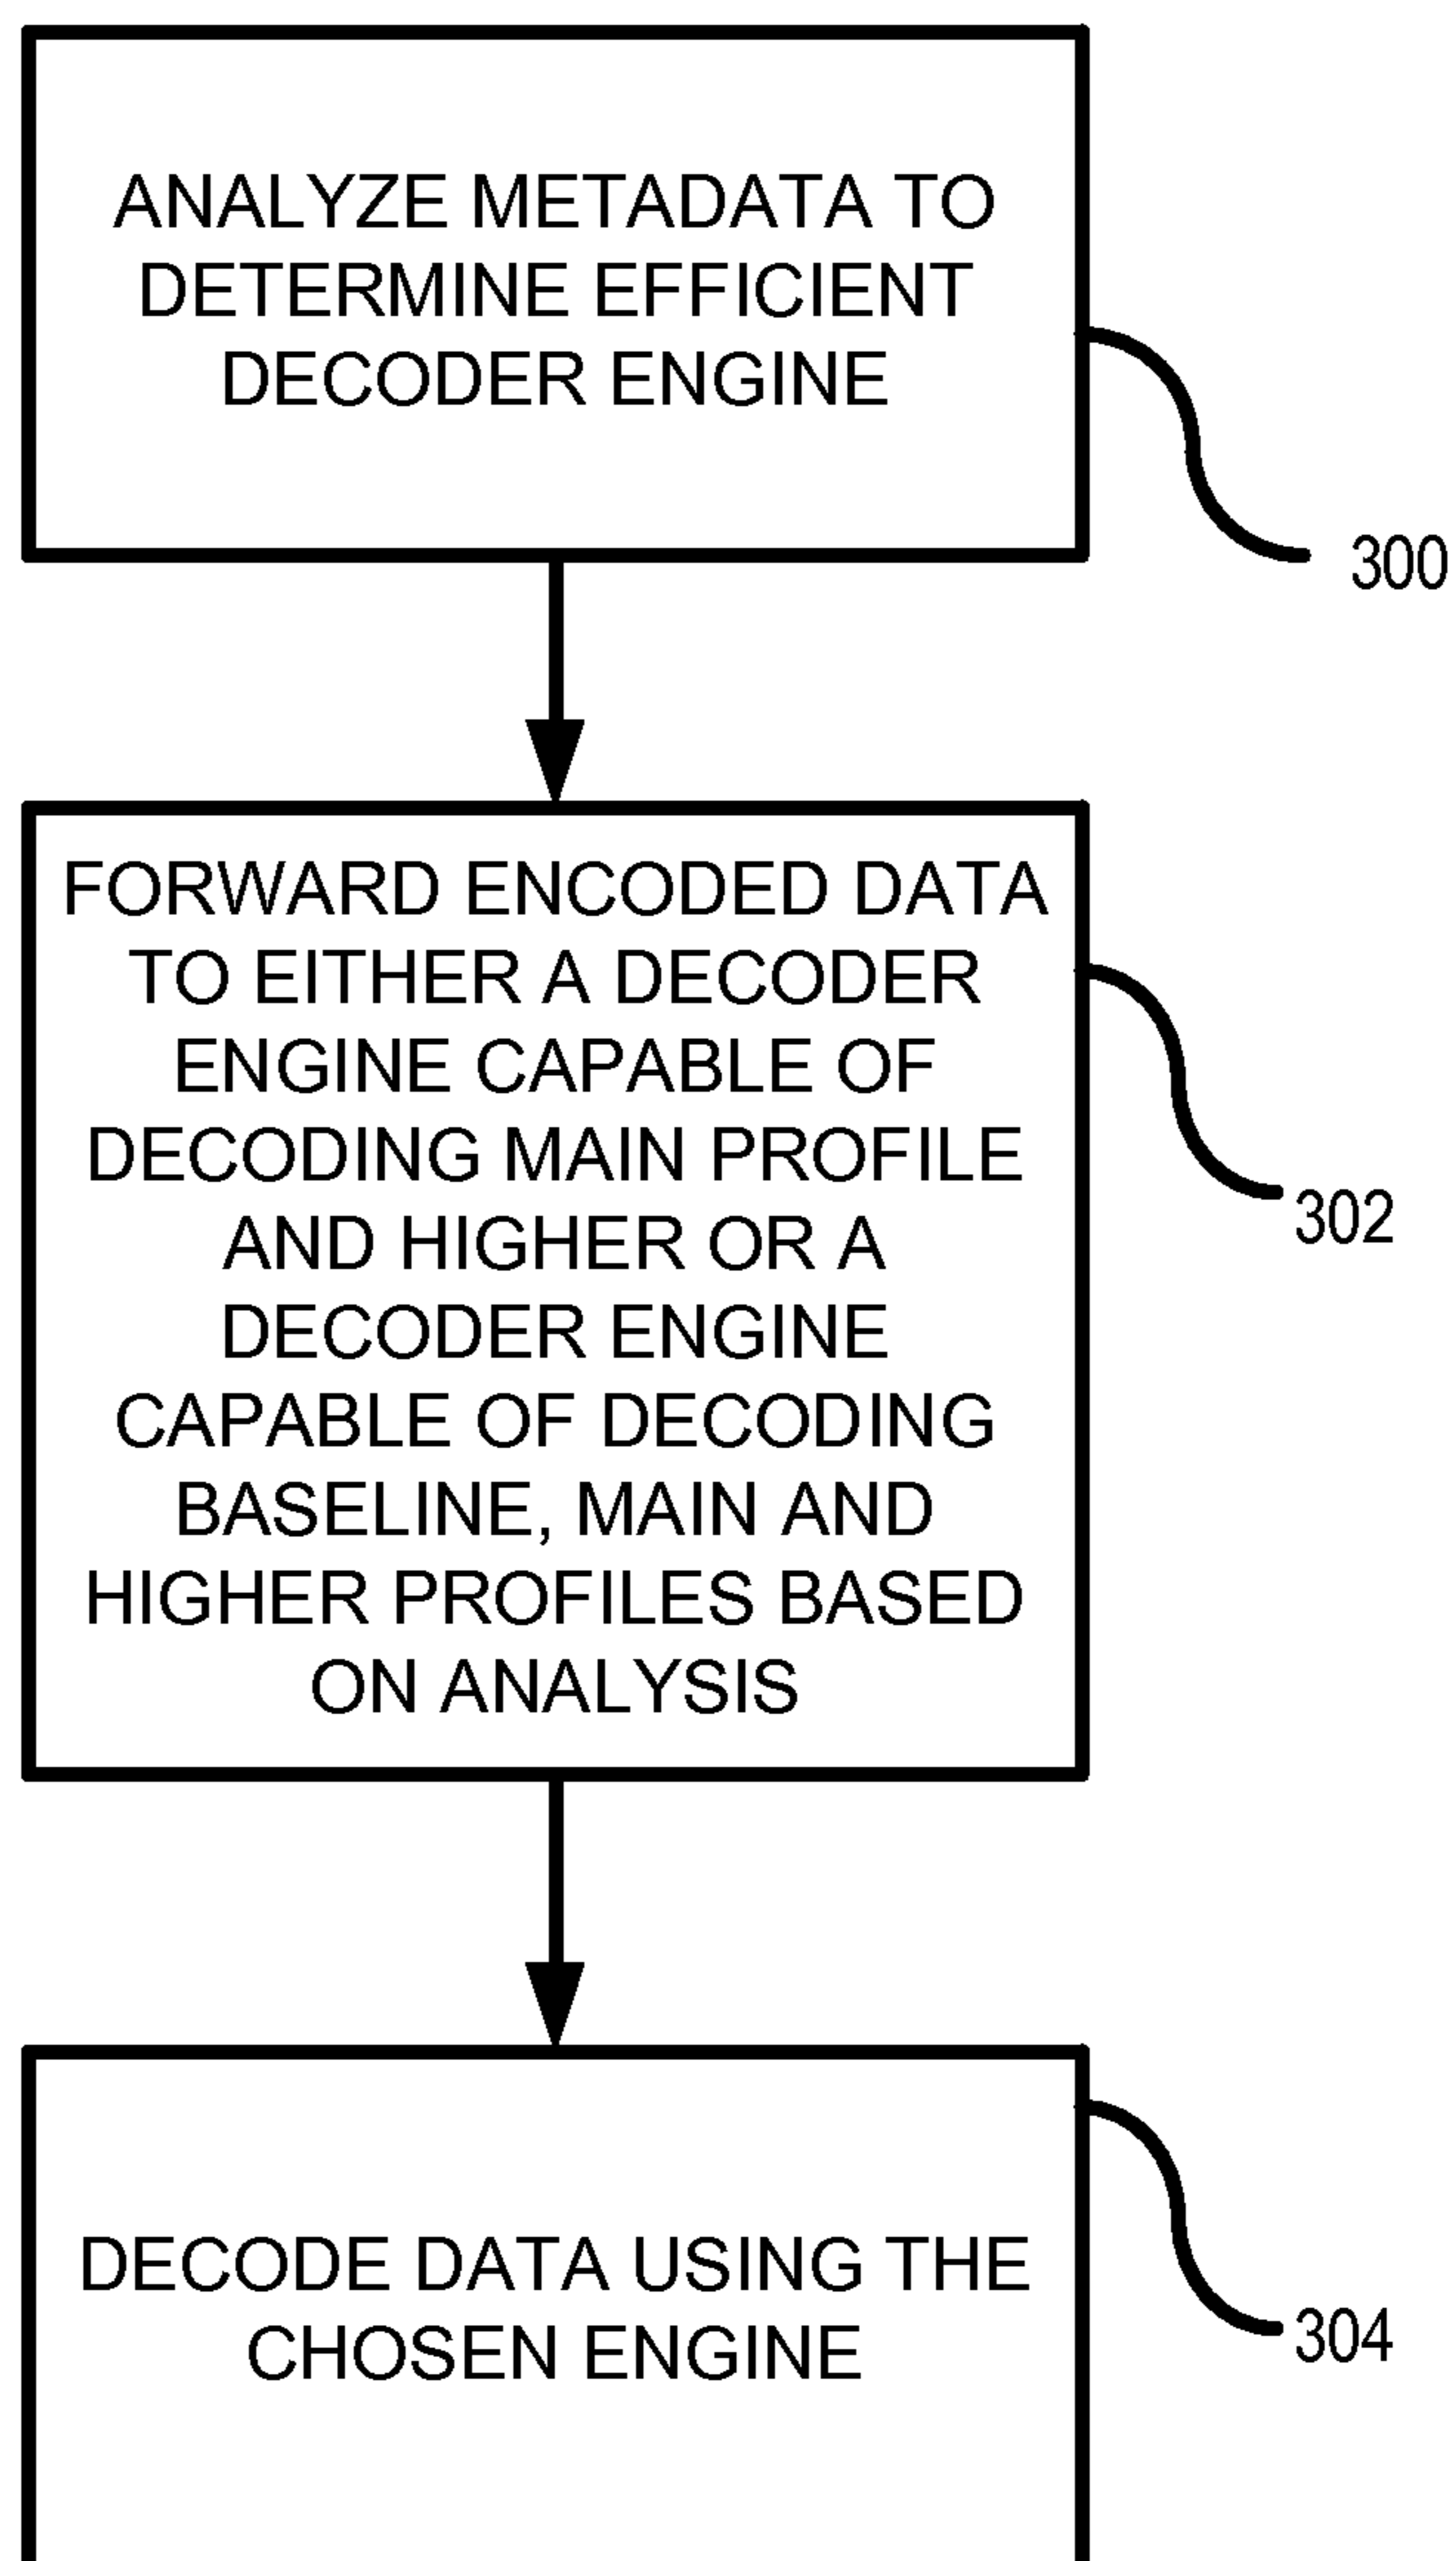 ANALYZE METADATA TO
DETERMINE EFFICIENT
DECODER ENGINE
300
FORWARD ENCODED DATA
TO EITHER A DECODER
ENGINE CAPABLE OF
DECODING MAIN PROFILE
AND HIGHER OR A
DECODER ENGINE
CAPABLE OF DECODING
BASELINE, MAIN AND
HIGHER PROFILES BASED
ON ANALYSIS
302
DECODE DATA USING THE
CHOSEN ENGINE
304